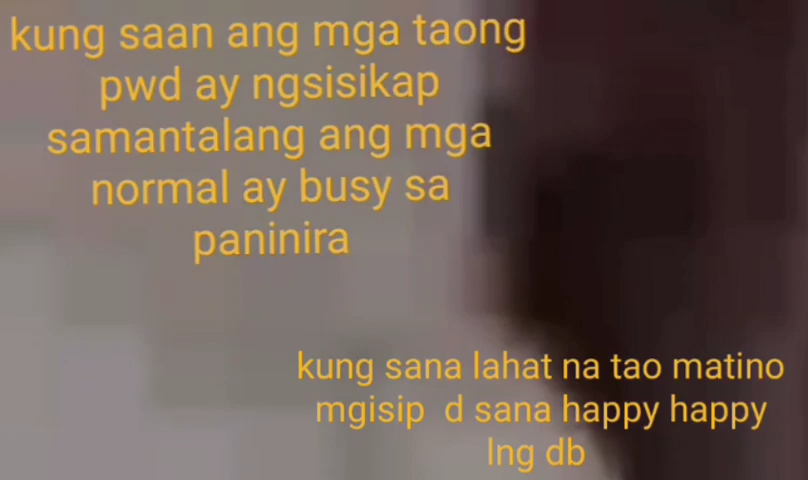 kung saan ang mga taong
pwd ay ngsisikap
samantalang ang mga
normal ay busy sa
paninira
kung sana lahat na tao matino
mgisip d sana happy happy
lng db